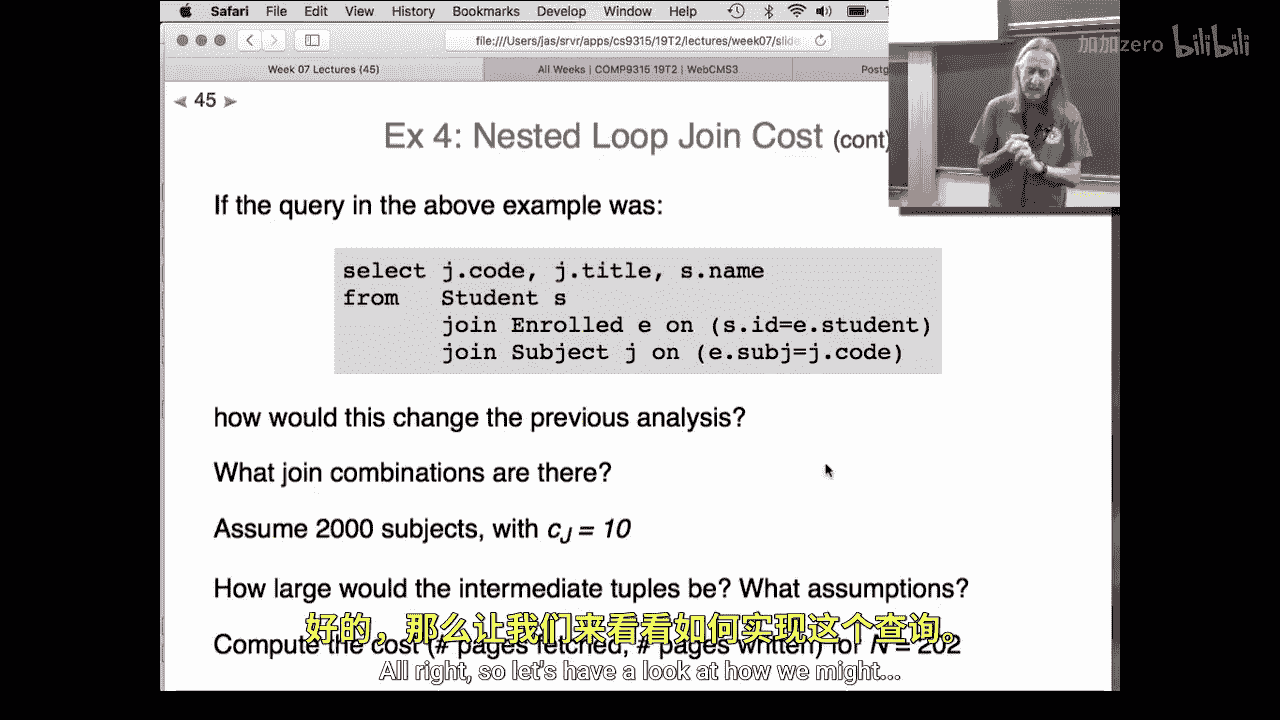 Safari File Edit View History Bookmarks Develop Window Help
file:///Users/jas/srvr/apps/cs9315/19T2/lectures/week07/slide
Week 07 Lectures (45) All Weeks | COMP9315 19T2 | WebCMS3 Postg
加加zero bilibili
45
Ex 4: Nested Loop Join Cost (cont)
If the query in the above example was:
select j.code, j.title, s.name
from Student s
join Enrolled e on (s.id=e.student)
join Subject j on (e.subj=j.code)
how would this change the previous analysis?
What join combinations are there?
Assume 2000 subjects, with cJ = 10
How large would the intermediate tuples be? What assumptions?
Compute the cost (# pages fetched, # pages written) for N = 202
好的，那么让我们来看看如何实现这个查询。
All right, so let's have a look at how we might...